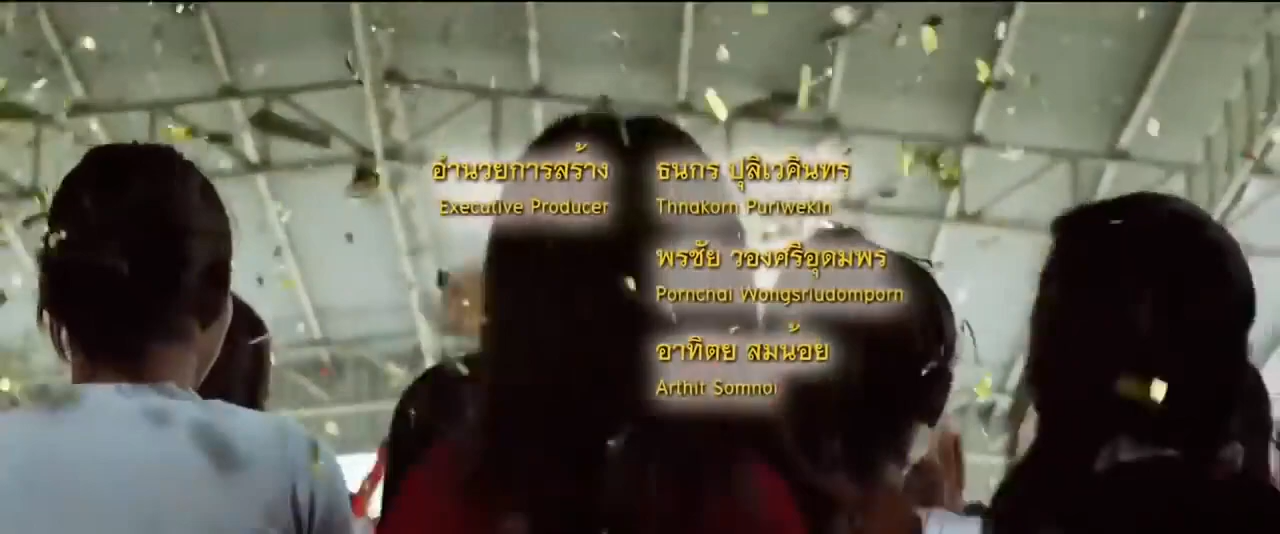 อำนวยการสร้าง ธนกร ปุลิเวคินทร
Executive Producer Thnakorn Puriwekin
พรชัย วองศรีอุดมพร
Pornchai Wongsriudomporn
อาทิตย์ สมน้อย
Arthit Somnoi